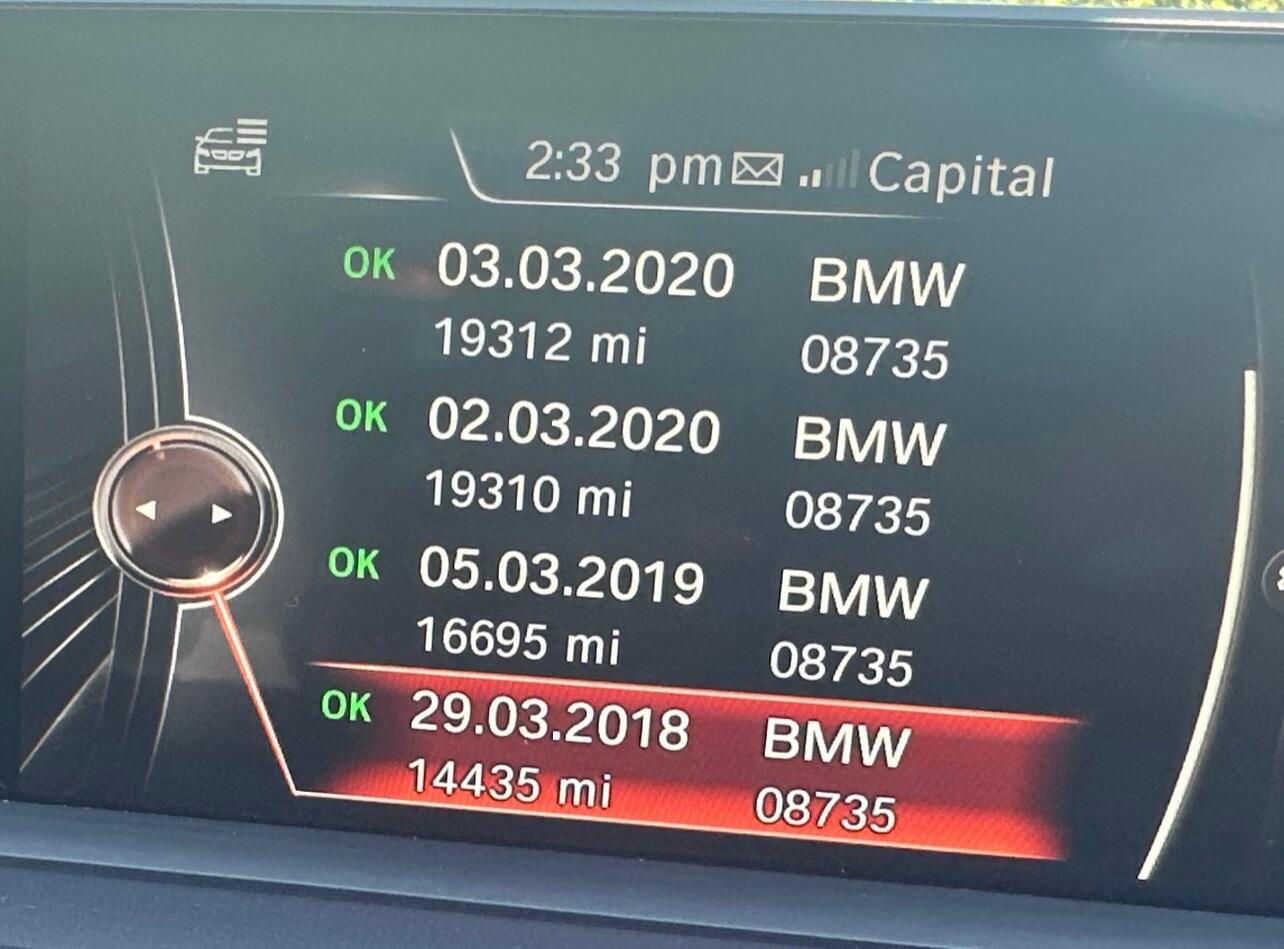 2:33 pm Capital
OK 03.03.2020 BMW
19312 mi 08735
OK 02.03.2020 BMW
19310 mi 08735
OK 05.03.2019 BMW
16695 mi 08735
OK 29.03.2018 BMW
14435 mi 08735